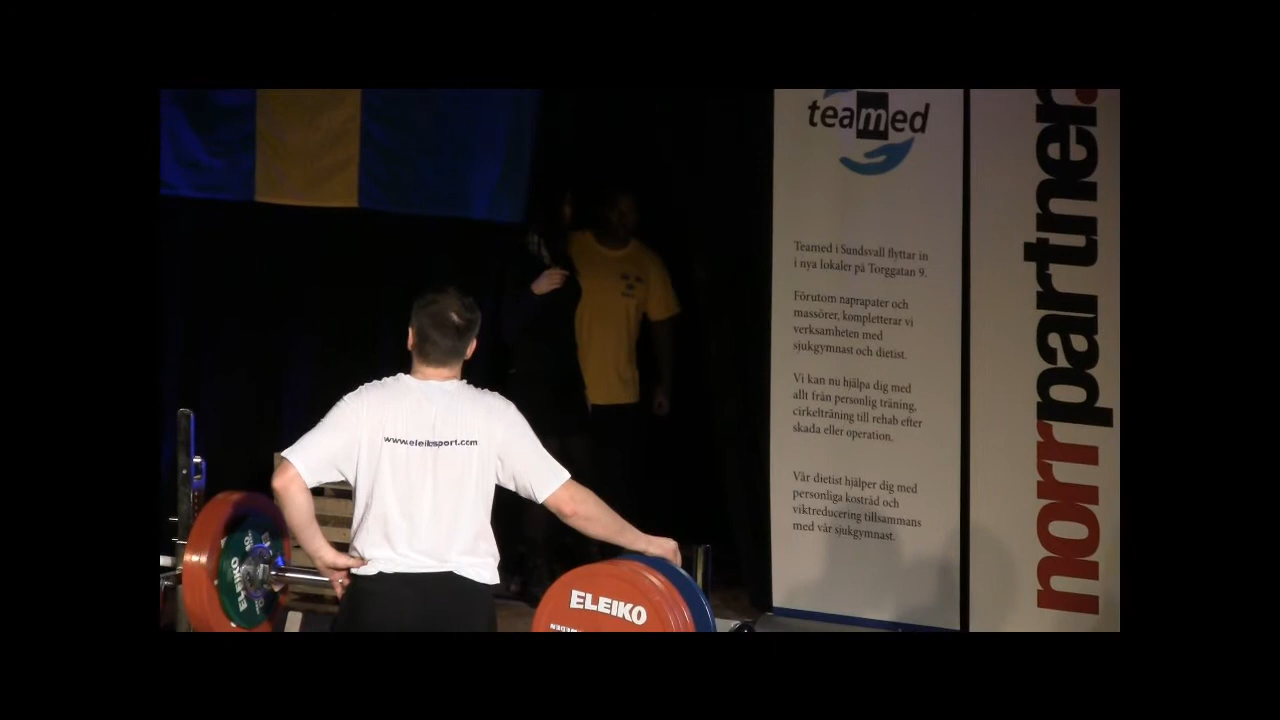 teamed
Teamed i Sundsvall flyttar in
i nya lokaler på Torggatan 9.
Förutom naprapater och
massörer, kompletterar vi
verksamheten med
sjukgymnast och dietist.
Vi kan nu hjälpa dig med
allt från personlig träning,
cirkelträning till rehab efter
skada eller operation.
Vår dietist hjälper dig med
personliga kostråd och
viktreducering tillsammans
med vår sjukgymnast.
norrpartner
www.eleikosport.com
ELEIKO
ELEIKO